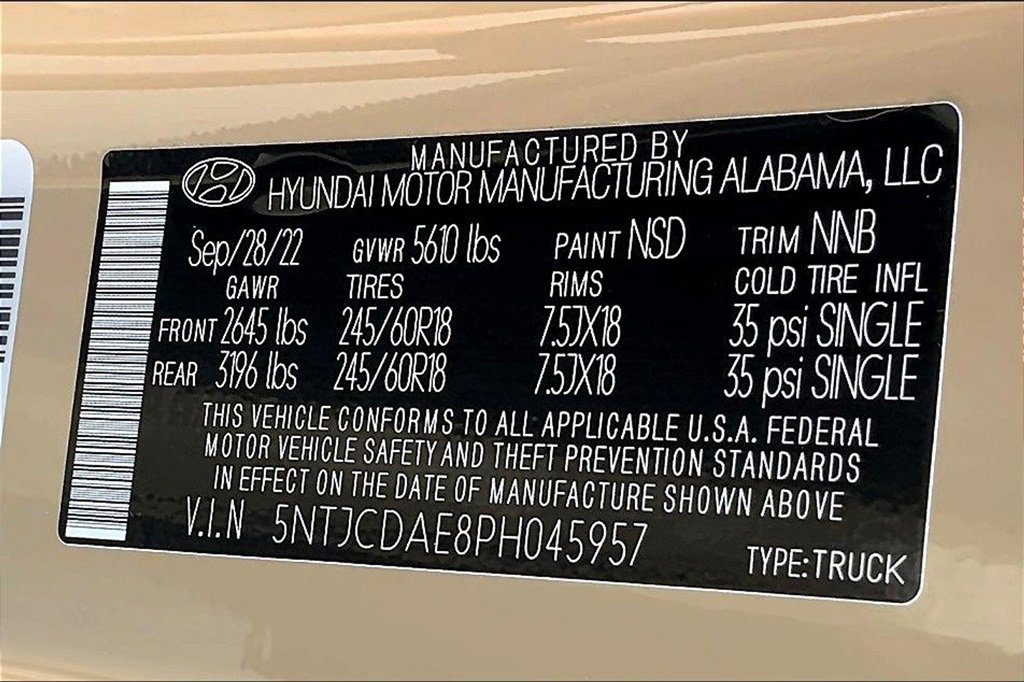 MANUFACTURED BY
HYUNDAI MOTOR MANUFACTURING ALABAMA, LLC
Sep/28/22 GVWR 5610 lbs PAINT NSD TRIM NNB
GAWR TIRES RIMS COLD TIRE INFL
FRONT 2645 lbs 245/60R18 7.5JX18 35 psi SINGLE
REAR 3196 lbs 245/60R18 7.5JX18 35 psi SINGLE
THIS VEHICLE CONFORMS TO ALL APPLICABLE U.S.A. FEDERAL
MOTOR VEHICLE SAFETY AND THEFT PREVENTION STANDARDS
IN EFFECT ON THE DATE OF MANUFACTURE SHOWN ABOVE
V.I.N 5NTJCDAE8PH045957 TYPE:TRUCK